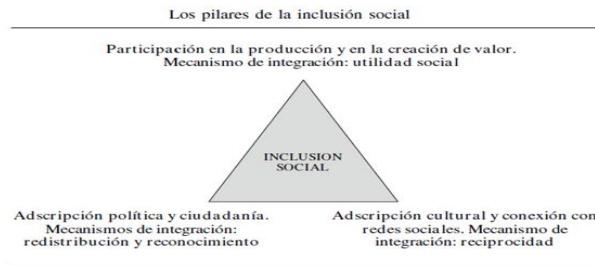 Los pilares de la inclusión social
Participación en la producción y en la creación de valor.
Mecanismo de integración: utilidad social
INCLUSION
SOCIAL
Adscripción política y ciudadanía.
Mecanismos de integración:
redistribución y reconocimiento
Adscripción cultural y conexión con
redes sociales. Mecanismo de
integración: reciprocidad